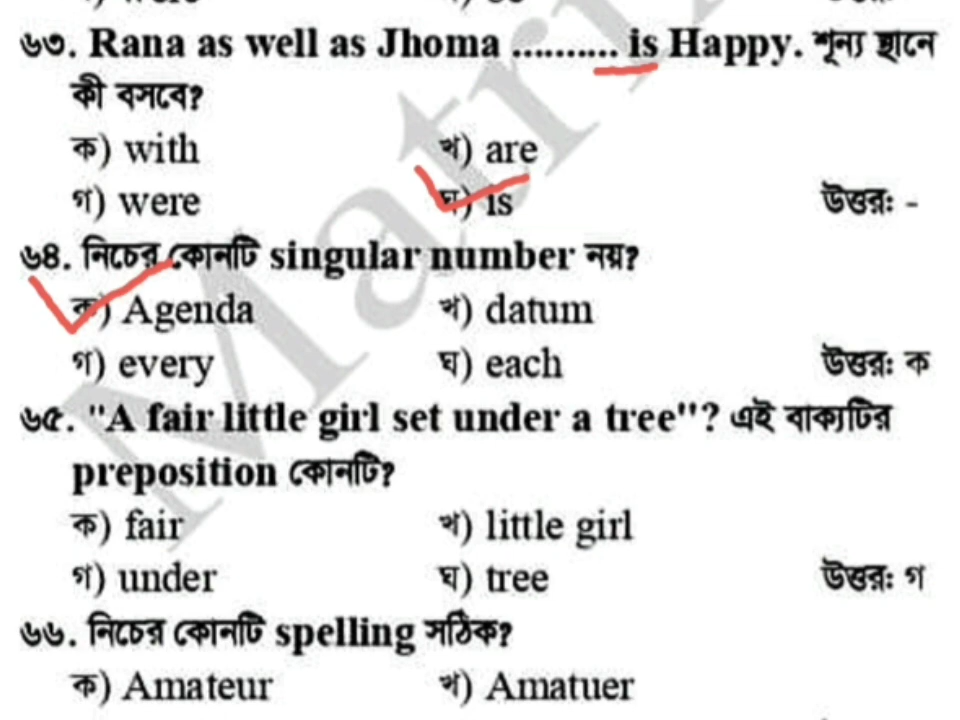 ৬৩. Rana as well as Jhoma .......... is Happy. শূন্য স্থানে
কী বসবে?
ক) with খ) are
গ) were ঘ) is উত্তর: -
৬৪. নিচের কোনটি singular number নয়?
ক) Agenda খ) datum
গ) every ঘ) each উত্তর: ক
৬৫. "A fair little girl set under a tree"? এই বাক্যটির
preposition কোনটি?
ক) fair খ) little girl
গ) under ঘ) tree উত্তর: গ
৬৬. নিচের কোনটি spelling সঠিক?
ক) Amateur খ) Amatuer